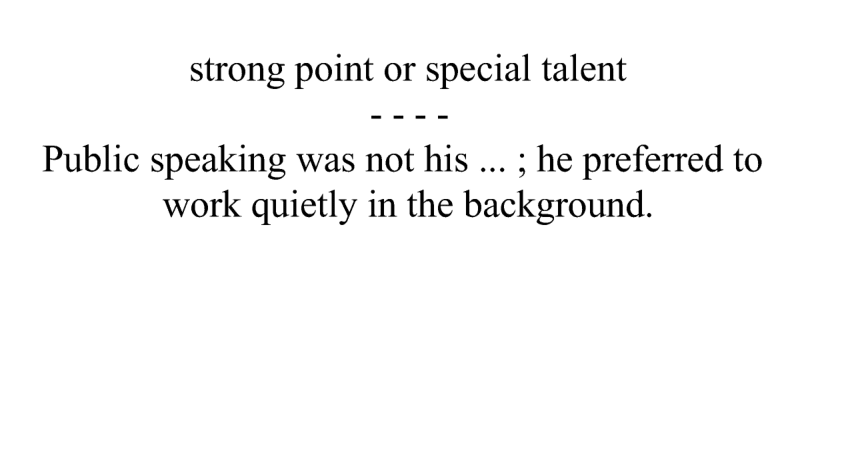 strong point or special talent
- - - -
Public speaking was not his ... ; he preferred to
work quietly in the background.